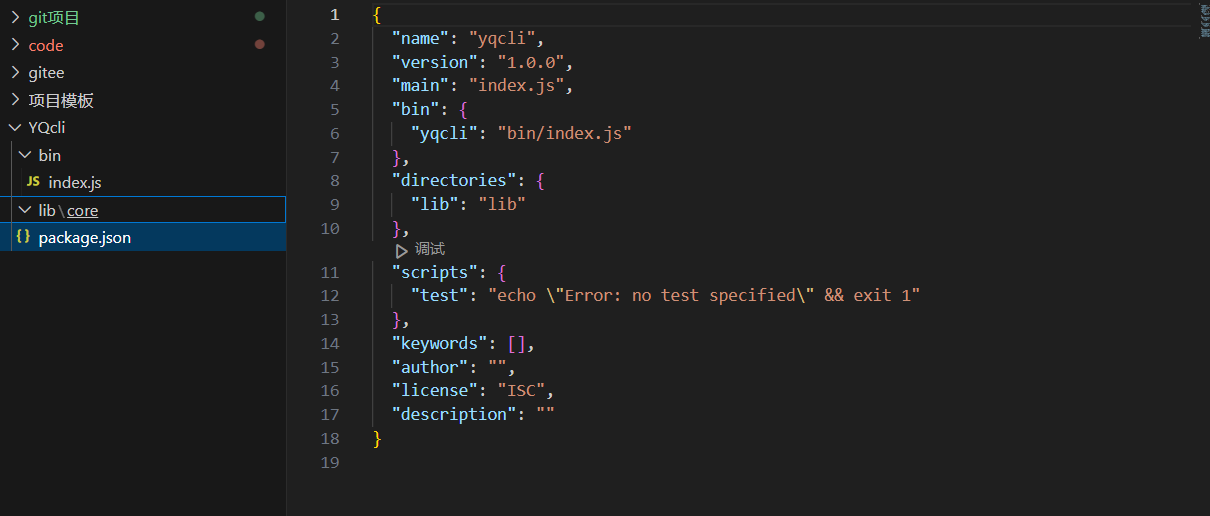 git项目
code
gitee
项目模板
YQcli
bin
JS index.js
lib\core
{} package.json
1 {
2 "name": "yqcli",
3 "version": "1.0.0",
4 "main": "index.js",
5 "bin": {
6 "yqcli": "bin/index.js"
7 },
8 "directories": {
9 "lib": "lib"
10 },
调试
11 "scripts": {
12 "test": "echo \"Error: no test specified\" && exit 1"
13 },
14 "keywords": [],
15 "author": "",
16 "license": "ISC",
17 "description": ""
18 }
19